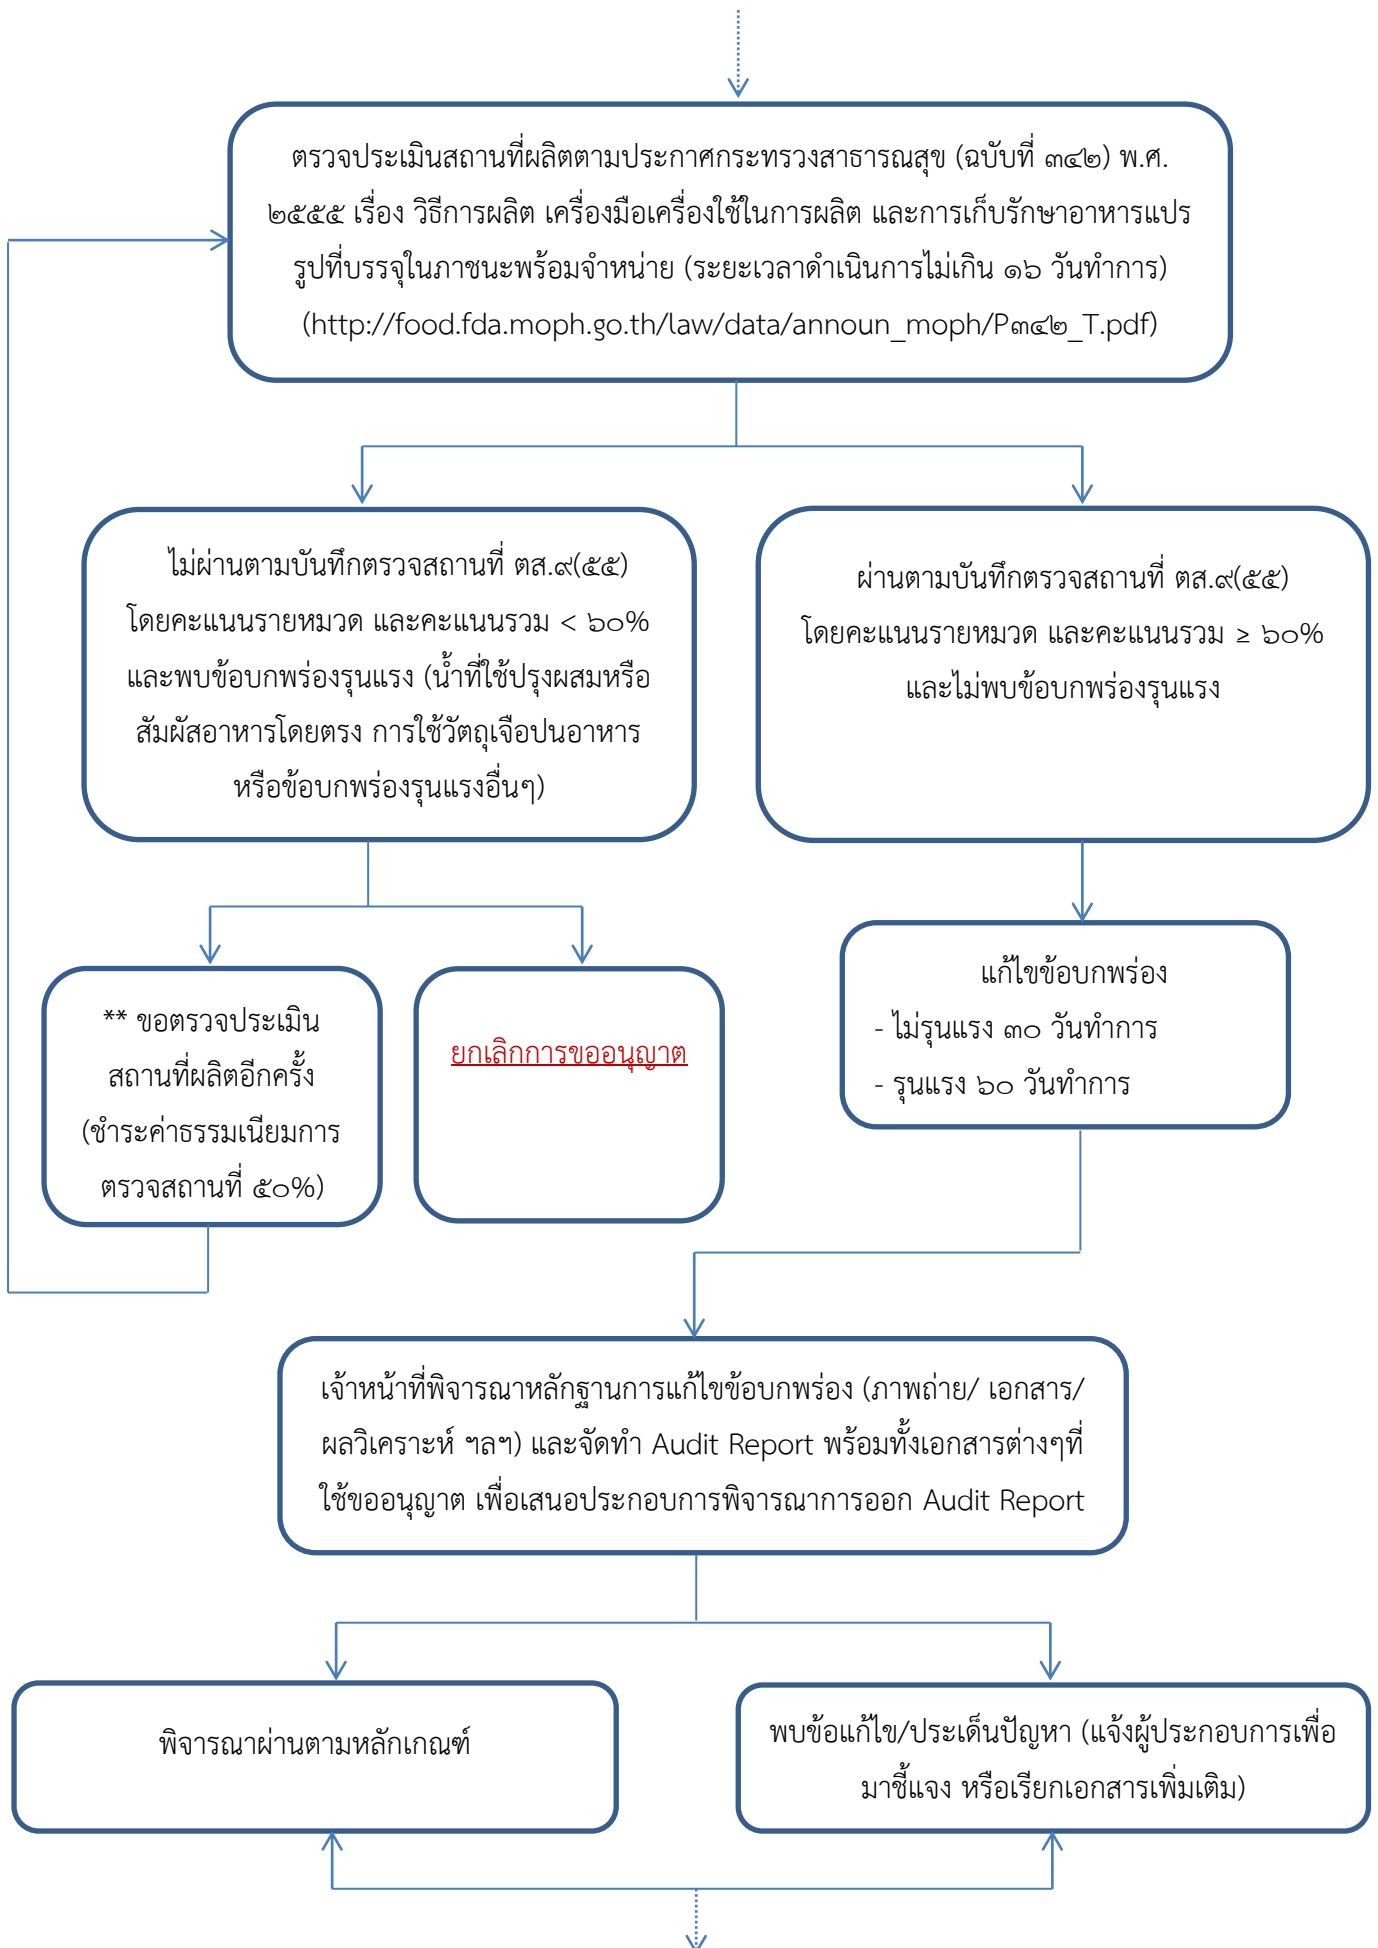 ตรวจประเมินสถานที่ผลิตตามประกาศกระทรวงสาธารณสุข (ฉบับที่ ๓๔๒) พ.ศ.
๒๕๕๕ เรื่อง วิธีการผลิต เครื่องมือเครื่องใช้ในการผลิต และการเก็บรักษาอาหารแปร
รูปที่บรรจุในภาชนะพร้อมจำหน่าย (ระยะเวลาดำเนินการไม่เกิน ๑๖ วันทำการ)
(http://food.fda.moph.go.th/law/data/announ_moph/P๓๔๒_T.pdf)
ไม่ผ่านตามบันทึกตรวจสถานที่ ตส.๙(๕๕)
โดยคะแนนรายหมวด และคะแนนรวม < ๖๐%
และพบข้อบกพร่องรุนแรง (น้ำที่ใช้ปรุงผสมหรือ
สัมผัสอาหารโดยตรง การใช้วัตถุเจือปนอาหาร
หรือข้อบกพร่องรุนแรงอื่นๆ)
ผ่านตามบันทึกตรวจสถานที่ ตส.๙(๕๕)
โดยคะแนนรายหมวด และคะแนนรวม ≥ ๖๐%
และไม่พบข้อบกพร่องรุนแรง
** ขอตรวจประเมิน
สถานที่ผลิตอีกครั้ง
(ชำระค่าธรรมเนียมการ
ตรวจสถานที่ ๕๐%)
ยกเลิกการขออนุญาต
แก้ไขข้อบกพร่อง
- ไม่รุนแรง ๓๐ วันทำการ
- รุนแรง ๖๐ วันทำการ
เจ้าหน้าที่พิจารณาหลักฐานการแก้ไขข้อบกพร่อง (ภาพถ่าย/ เอกสาร/
ผลวิเคราะห์ ฯลฯ) และจัดทำ Audit Report พร้อมทั้งเอกสารต่างๆที่
ใช้ขออนุญาต เพื่อเสนอประกอบการพิจารณาการออก Audit Report
พิจารณาผ่านตามหลักเกณฑ์
พบข้อแก้ไข/ประเด็นปัญหา (แจ้งผู้ประกอบการเพื่อ
มาชี้แจง หรือเรียกเอกสารเพิ่มเติม)